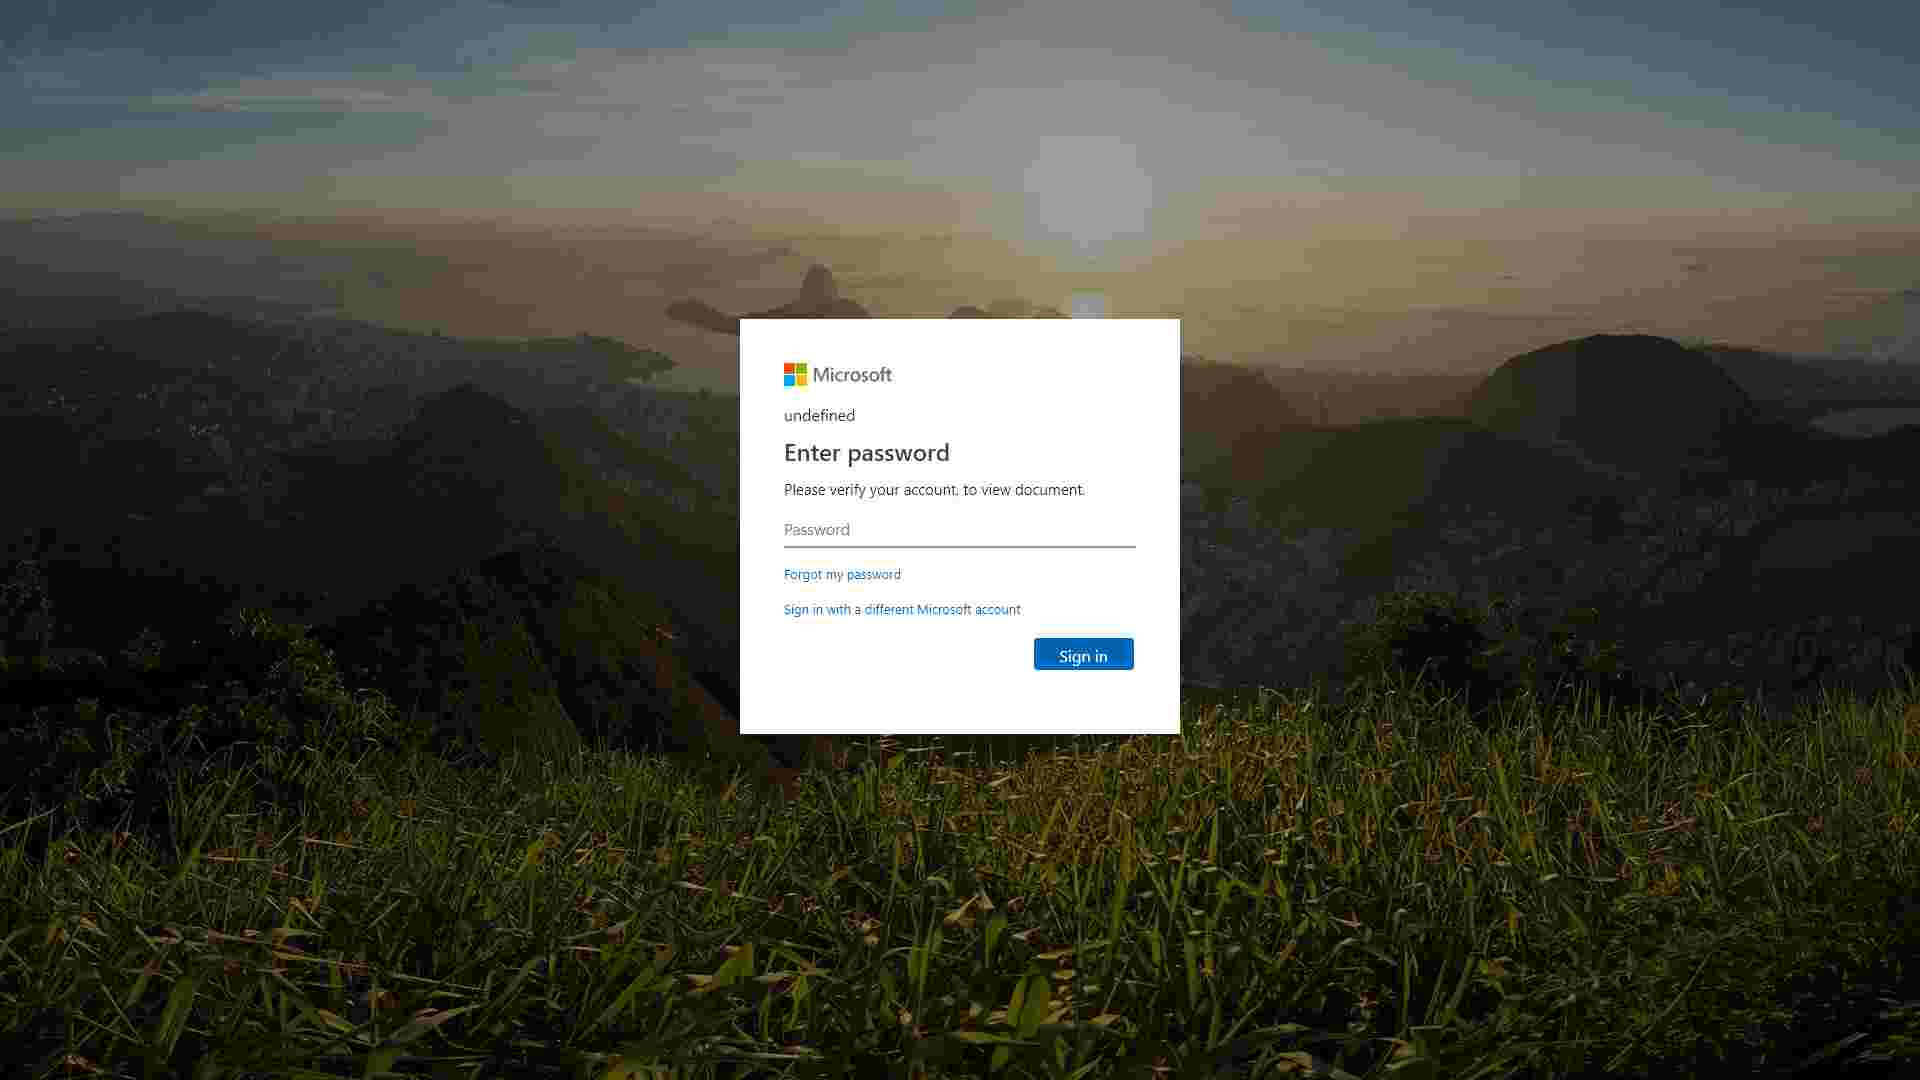 Microsoft
undefined
Enter password
Please verify your account, to view document.
Password
Forgot my password
Sign in with a different Microsoft account
Sign in